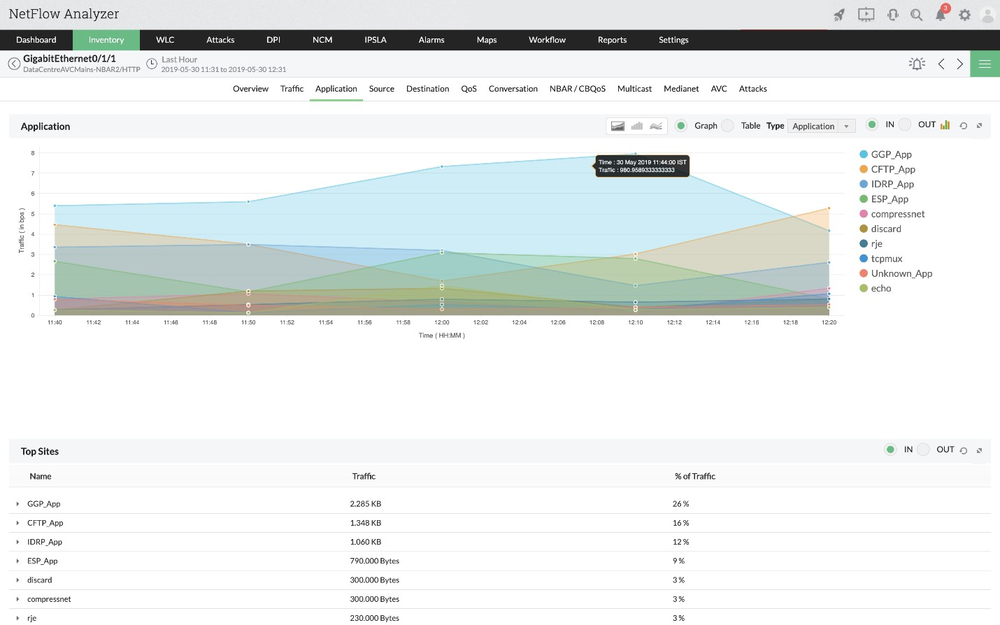 NetFlow Analyzer
3
Dashboard Inventory WLC Attacks DPI NCM IPSLA Alarms Maps Workflow Reports Settings
GigabitEthernet0/1/1
DataCentreAVCMains-NBAR2/HTTP
Last Hour
2019-05-30 11:31 to 2019-05-30 12:31
Overview Traffic Application Source Destination QoS Conversation NBAR / CBQoS Multicast Medianet AVC Attacks
Application
Graph Table Type Application IN OUT
Traffic ( in bps )
8
7
6
5
4
3
2
1
0
Time : 30 May 2019 11:44:00 IST
Traffic : 980.9589333333333
11:40 11:42 11:44 11:46 11:48 11:50 11:52 11:54 11:56 11:58 12:00 12:02 12:04 12:06 12:08 12:10 12:12 12:14 12:16 12:18 12:20
Time ( HH:MM )
GGP_App
CFTP_App
IDRP_App
ESP_App
compressnet
discard
rje
tcpmux
Unknown_App
echo
Top Sites
IN OUT
Name Traffic % of Traffic
GGP_App 2.285 KB 26 %
CFTP_App 1.348 KB 16 %
IDRP_App 1.060 KB 12 %
ESP_App 790.000 Bytes 9 %
discard 300.000 Bytes 3 %
compressnet 300.000 Bytes 3 %
rje 230.000 Bytes 3 %